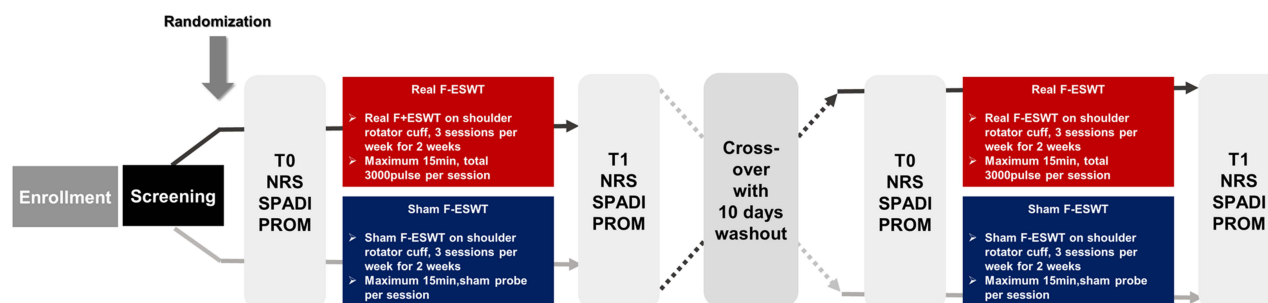 Randomization
Enrollment
Screening
T0
NRS
SPADI
PROM
Real F-ESWT
➢ Real F+ESWT on shoulder
rotator cuff, 3 sessions per
week for 2 weeks
➢ Maximum 15min, total
3000pulse per session
Sham F-ESWT
➢ Sham F-ESWT on shoulder
rotator cuff, 3 sessions per
week for 2 weeks
➢ Maximum 15min,sham probe
per session
T1
NRS
SPADI
PROM
Cross-
over
with
10 days
washout
T0
NRS
SPADI
PROM
Real F-ESWT
➢ Real F-ESWT on shoulder
rotator cuff, 3 sessions per
week for 2 weeks
➢ Maximum 15min, total
3000pulse per session
Sham F-ESWT
➢ Sham F-ESWT on shoulder
rotator cuff, 3 sessions per
week for 2 weeks
➢ Maximum 15min,sham probe
per session
T1
NRS
SPADI
PROM